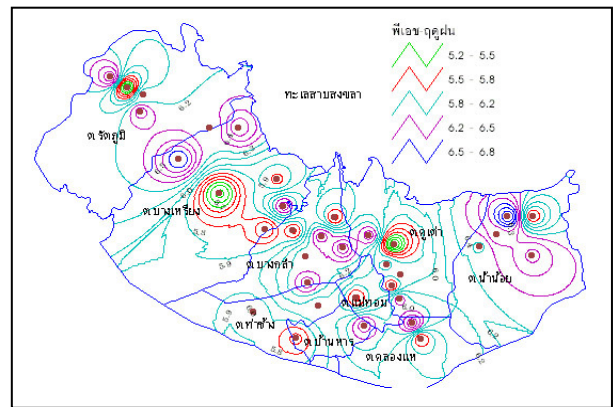 พีเอช-ฤดูฝน
5.2 - 5.5
5.5 - 5.8
5.8 - 6.2
6.2 - 6.5
6.5 - 6.8
ทะเลสาบสงขลา
ต.รัตภูมิ
6.2
ต.บางเหรียง
ต.คูเต่า
ต.บางกล่ำ
ต.น้ำน้อย
ต.แม่ทอม
ต.ท่าช้าง
ต.บ้านหาร
ต.คลองแห